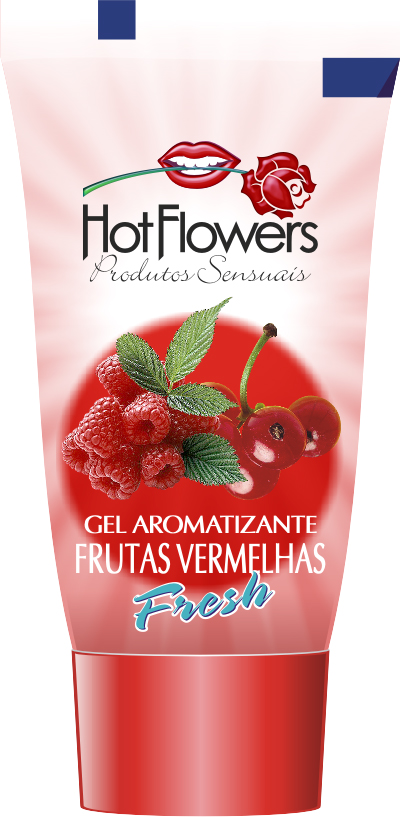 HotFlowers
Produtos Sensuais
GEL AROMATIZANTE
FRUTAS VERMELHAS
Fresh